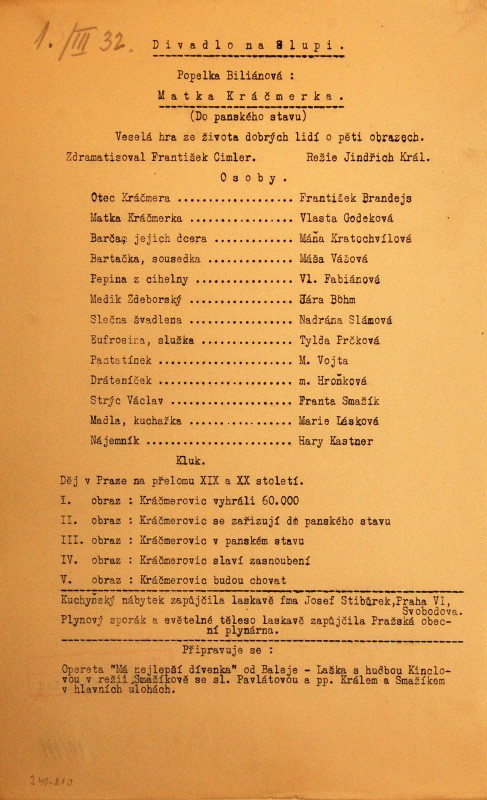 1./III 32.
Divadlo na Slupi.
Popelka Biliánová :
Matka Kráčmerka.
(Do panského stavu)
Veselá hra ze života dobrých lidí o pěti obrazech.
Zdramatisoval František Cimler. Režie Jindřich Král.
Osoby.
Otec Kráčmera .................. František Brandejs
Matka Kráčmerka ................ Vlasta Godeková
Barča, jejich dcera ............. Máňa Kratochvílová
Bartačka, sousedka .............. Máša Vážová
Pepina z cihelny ................ Vl. Fabiánová
Medik Zdeborský ................. Jára Böhm
Slečna švadlena ................. Nadrána Slámová
Eufrosina, služka ............... Tylda Prčková
Pantatínek ...................... M. Vojta
Dráteníček ...................... m. Hroňková
Strýc Václav .................... Franta Smažík
Madla, kuchařka ................. Marie Lásková
Nájemník ........................ Hary Kastner
Kluk.
Děj v Praze na přelomu XIX a XX století.
I. obraz : Kráčmerovic vyhráli 60.000
II. obraz : Kráčmerovic se zařizují do panského stavu
III. obraz : Kráčmerovic v panském stavu
IV. obraz : Kráčmerovic slaví zasnoubení
V. obraz : Kráčmerovic budou chovat
Kuchyňský nábytek zapůjčila laskavě fma Josef Stibůrek,Praha VI,
Svobodova.
Plynový sporák a světelné těleso laskavě zapůjčila Pražská obec-
ní plynárna.
Připravuje se :
Opereta "Má nejlepší dívenka" od Baleje - Laška s hudbou Kinclo-
vou v režii Smažíkově se sl. Pavlátovou a pp. Králem a Smažíkem
v hlavních ulohách.